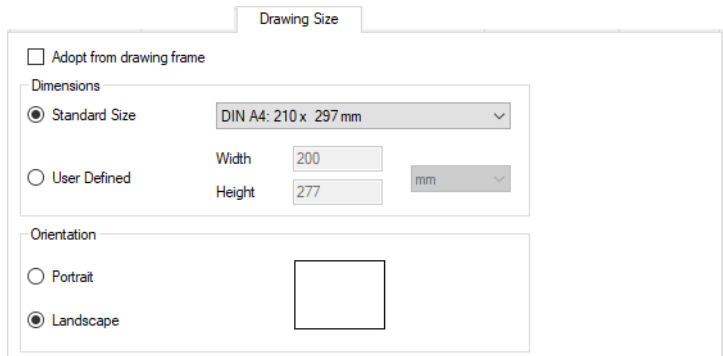 Drawing Size
Adopt from drawing frame
Dimensions
Standard Size DIN A4: 210 x 297 mm
Width 200
User Defined mm
Height 277
Orientation
Portrait
Landscape